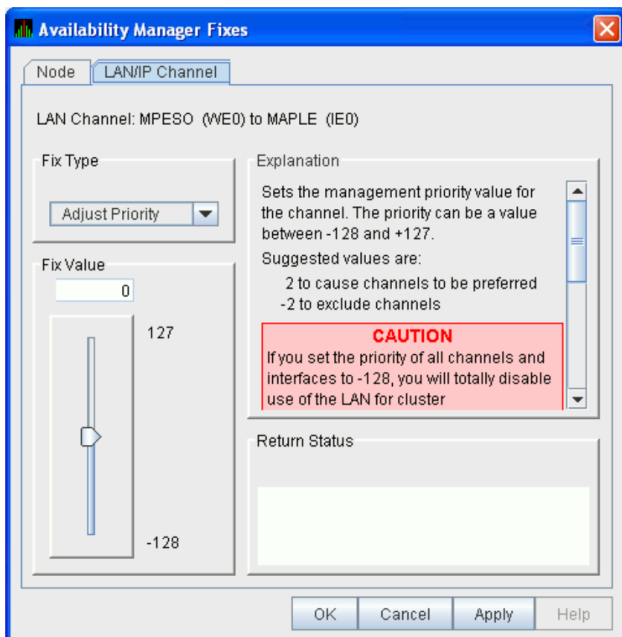 Availability Manager Fixes
Node
LAN/IP Channel
LAN Channel: MPESO (WE0) to MAPLE (IE0)
Fix Type
Adjust Priority
Fix Value
0
127
-128
Explanation
Sets the management priority value for
the channel. The priority can be a value
between -128 and +127.
Suggested values are:
2 to cause channels to be preferred
-2 to exclude channels
CAUTION
If you set the priority of all channels and
interfaces to -128, you will totally disable
use of the LAN for cluster
Return Status
OK
Cancel
Apply
Help